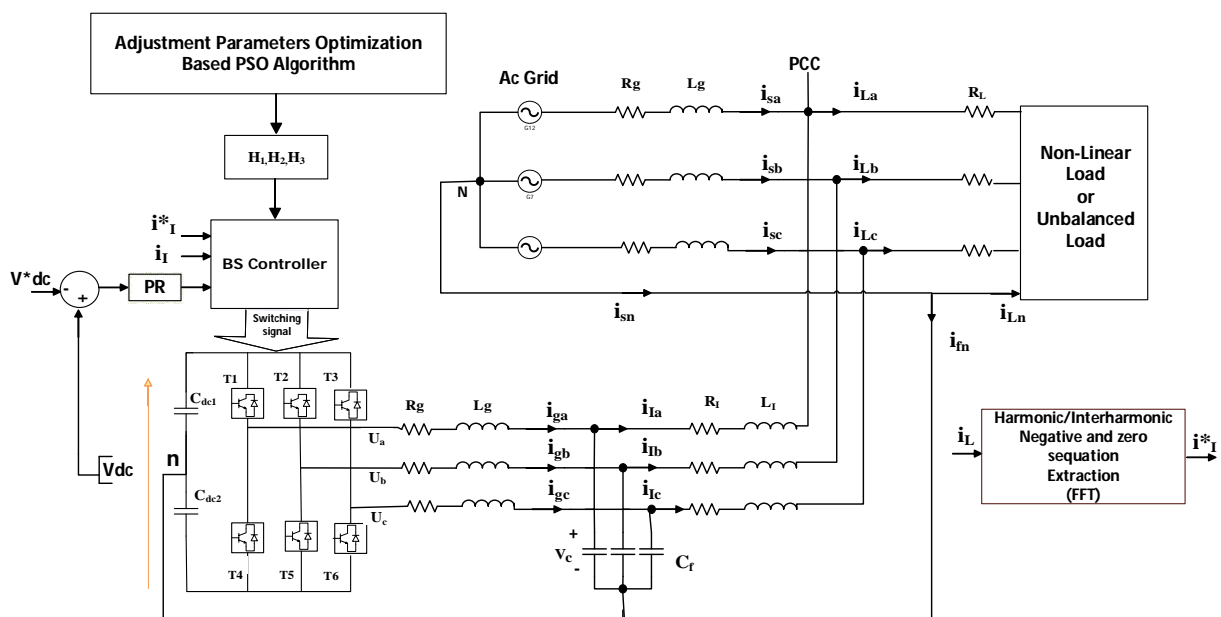 Adjustment Parameters Optimization
Based PSO Algorithm
H1,H2,H3
i*I
iI
BS Controller
V*dc
-
+
PR
Switching
signal
Ac Grid
Rg
Lg
isa
PCC
iLa
RL
G12
N
isb
iLb
G7
isc
iLc
isn
iLn
ifn
Non-Linear
Load
or
Unbalanced
Load
Cdc1
T1
T2
T3
n
Vdc
Cdc2
T4
T5
T6
Ua
Ub
Uc
Rg
Lg
iga
igb
igc
iIa
iIb
iIc
RI
LI
+
Vc
-
Cf
iL
Harmonic/Interharmonic
Negative and zero
sequation
Extraction
(FFT)
i*I